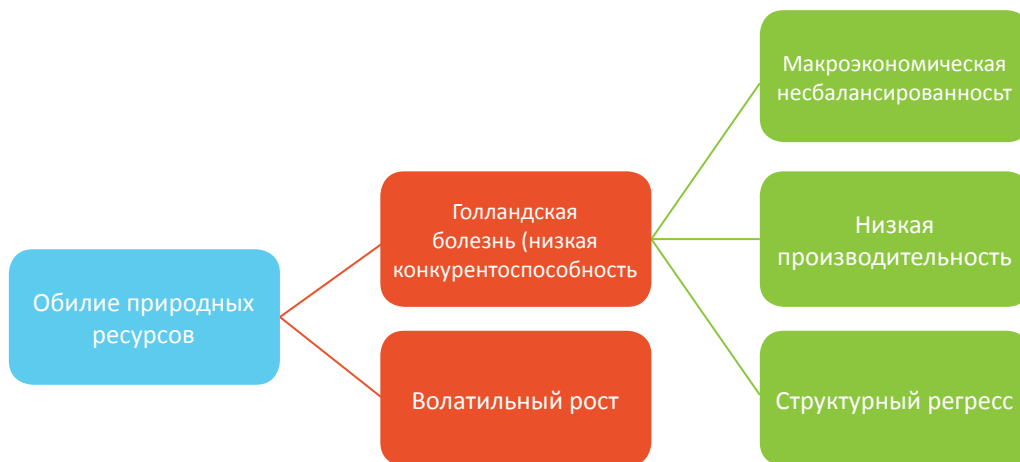 Обилие природных
ресурсов
Голландская
болезнь (низкая
конкурентоспособность
Волатильный рост
Макроэкономическая
несбалансированносьт
Низкая
производительность
Структурный регресс